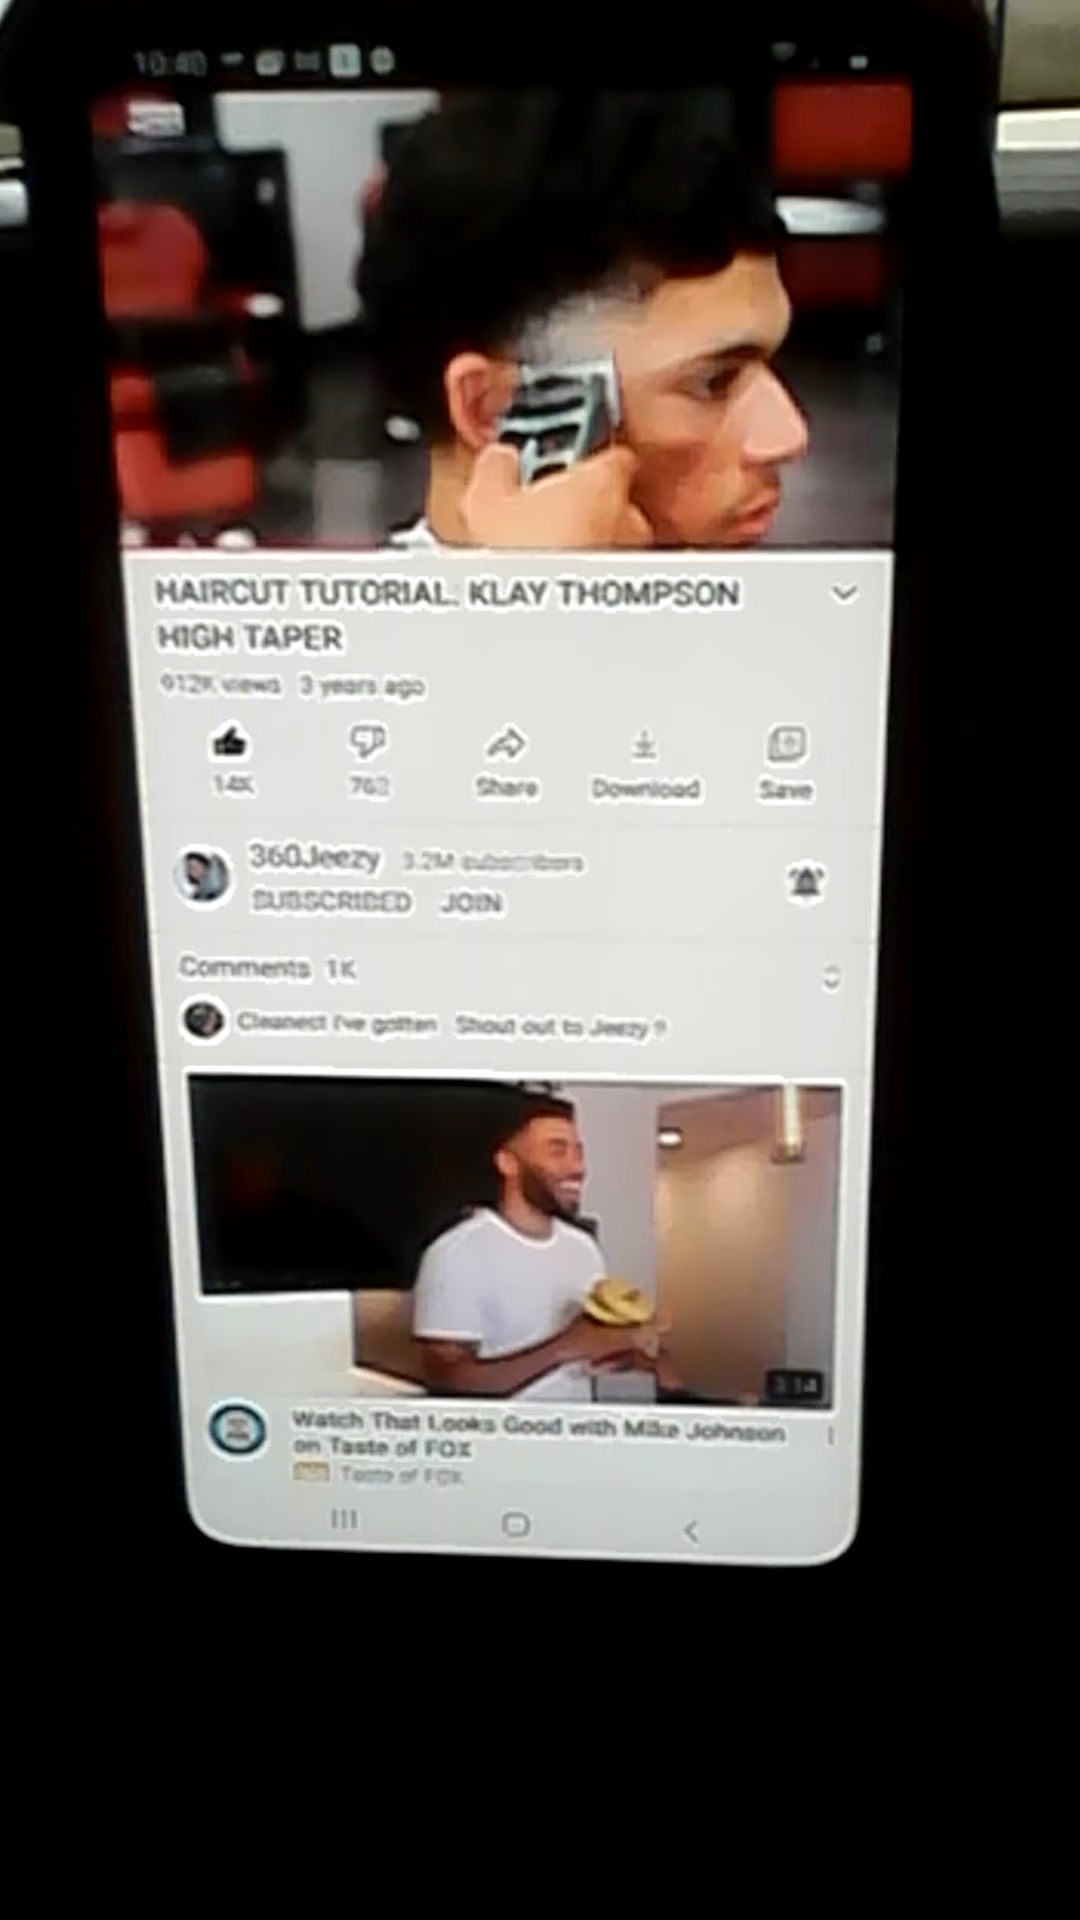 10:40
HAIRCUT TUTORIAL: KLAY THOMPSON
HIGH TAPER
912K views 3 years ago
14K
Share
Download
Save
360Jeezy 3.2M subscribers
SUBSCRIBED JOIN
Comments 1K
Cleanest I've gotten Shout out to Jeezy !!
Watch That Looks Good with Mike Johnson
on Taste of FOX
Taste of FOX